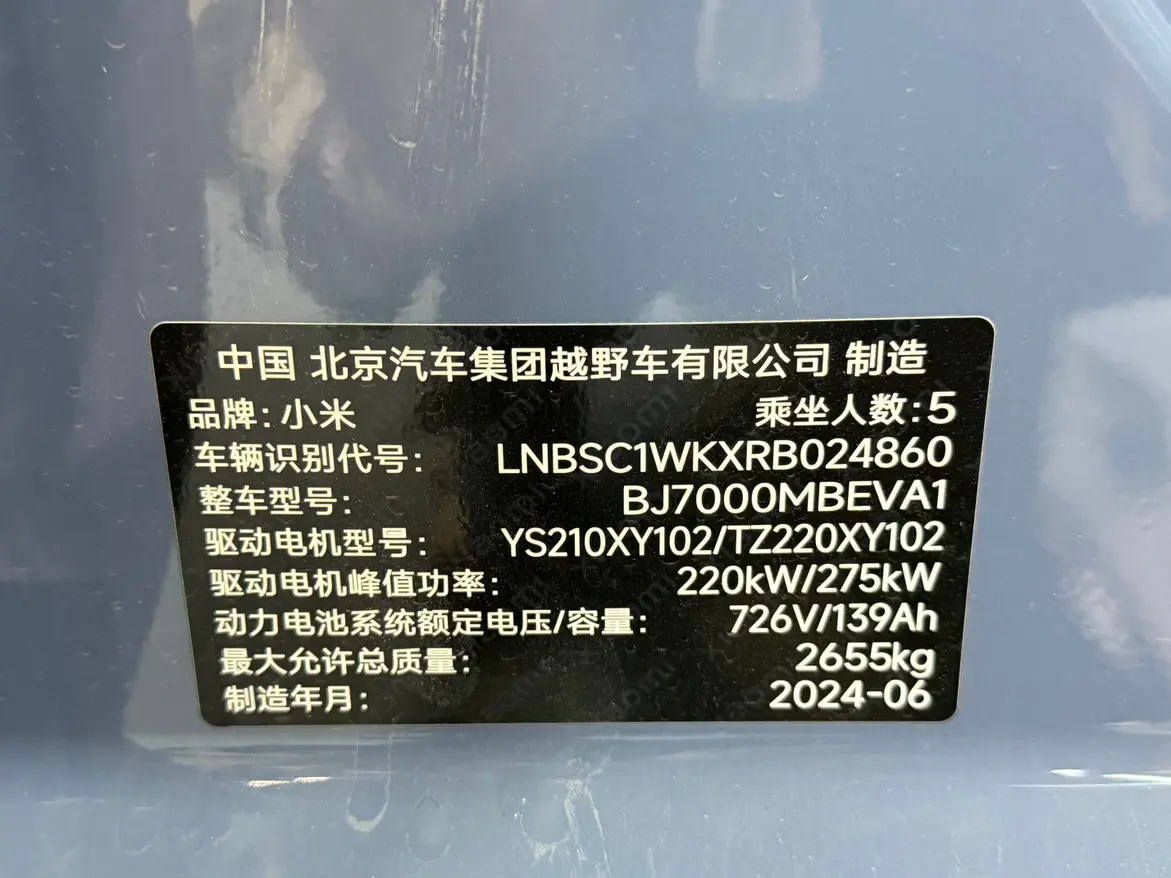 中国 北京汽车集团越野车有限公司 制造
品牌:小米 乘坐人数:5
车辆识别代号: LNBSC1WKXRB024860
整车型号: BJ7000MBEVA1
驱动电机型号: YS210XY102/TZ220XY102
驱动电机峰值功率: 220kW/275kW
动力电池系统额定电压/容量: 726V/139Ah
最大允许总质量: 2655kg
制造年月: 2024-06